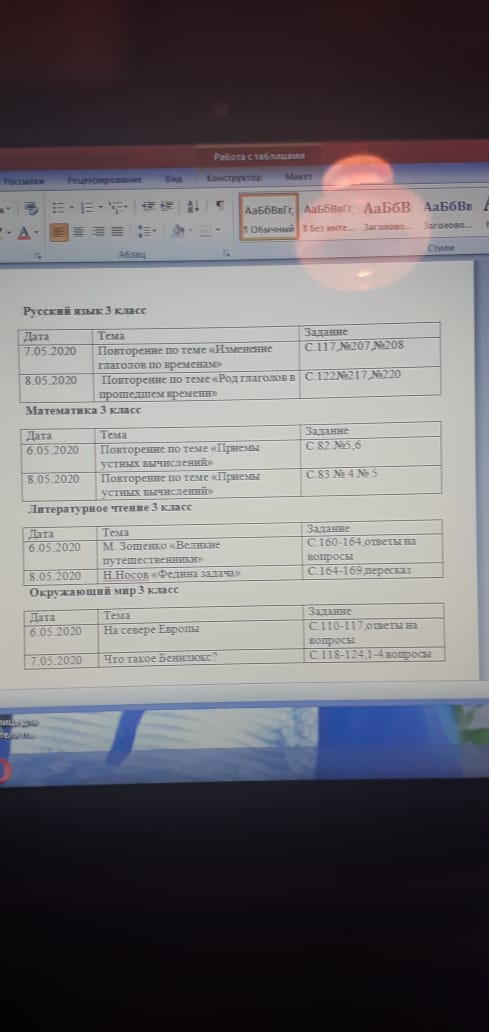 Работа с таблицами
Рассылки Рецензирование Вид Конструктор Макет
АаБбВвГг, АаБбВвГг, АаБбВ АаБбВв
¶ Обычный ¶ Без инте... Заголово... Заголово...
Абзац Стили
Русский язык 3 класс
Дата Тема Задание
7.05.2020 Повторение по теме «Изменение С.117,№207,№208
глаголов по временам»
8.05.2020 Повторение по теме «Род глаголов в С.122№217,№220
прошедшем времени»
Математика 3 класс
Дата Тема Задание
6.05.2020 Повторение по теме «Приемы С.82.№5,6
устных вычислений»
8.05.2020 Повторение по теме «Приемы С.83 № 4 № 5
устных вычислений»
Литературное чтение 3 класс
Дата Тема Задание
6.05.2020 М. Зощенко «Великие С.160-164,ответы на
путешественники» вопросы
8.05.2020 Н.Носов «Федина задача» С.164-169,пересказ
Окружающий мир 3 класс
Дата Тема Задание
6.05.2020 На севере Европы С.110-117,ответы на
вопросы
7.05.2020 Что такое Бенилюкс? С.118-124,1-4 вопросы
для